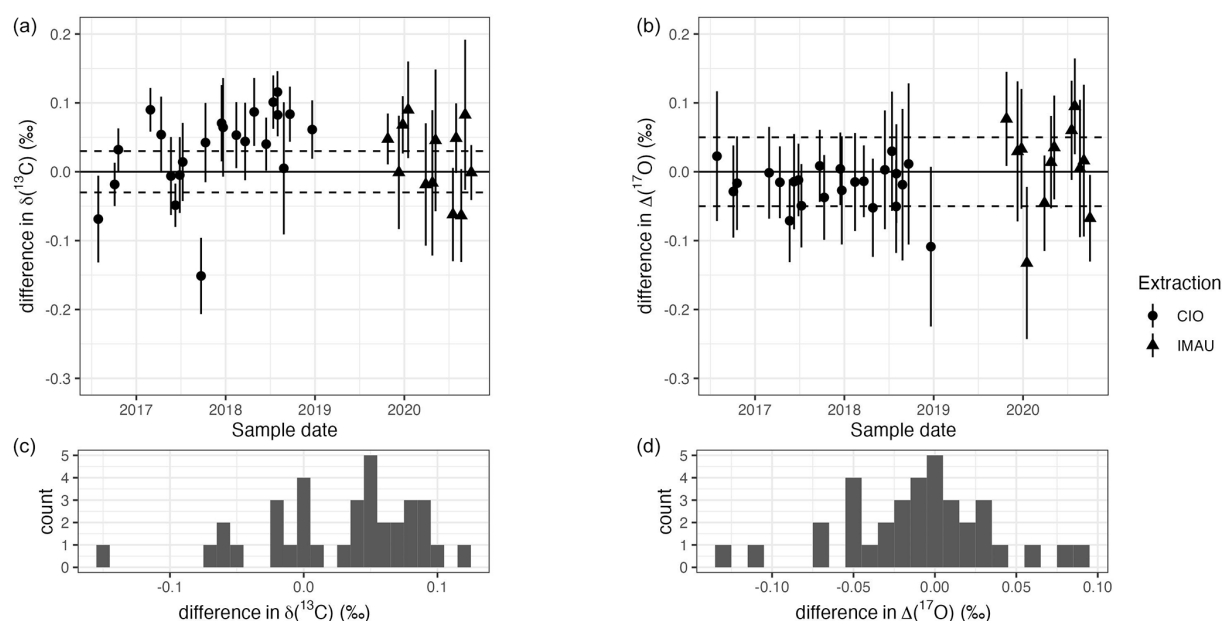 (a)
difference in δ(¹³C) (‰)
0.2
0.1
0.0
-0.1
-0.2
-0.3
2017 2018 2019 2020
Sample date
(b)
difference in Δ(¹⁷O) (‰)
0.2
0.1
0.0
-0.1
-0.2
-0.3
2017 2018 2019 2020
Sample date
Extraction
CIO
IMAU
(c)
count
5
4
3
2
1
0
-0.1 0.0 0.1
difference in δ(¹³C) (‰)
(d)
count
5
4
3
2
1
0
-0.10 -0.05 0.00 0.05 0.10
difference in Δ(¹⁷O) (‰)